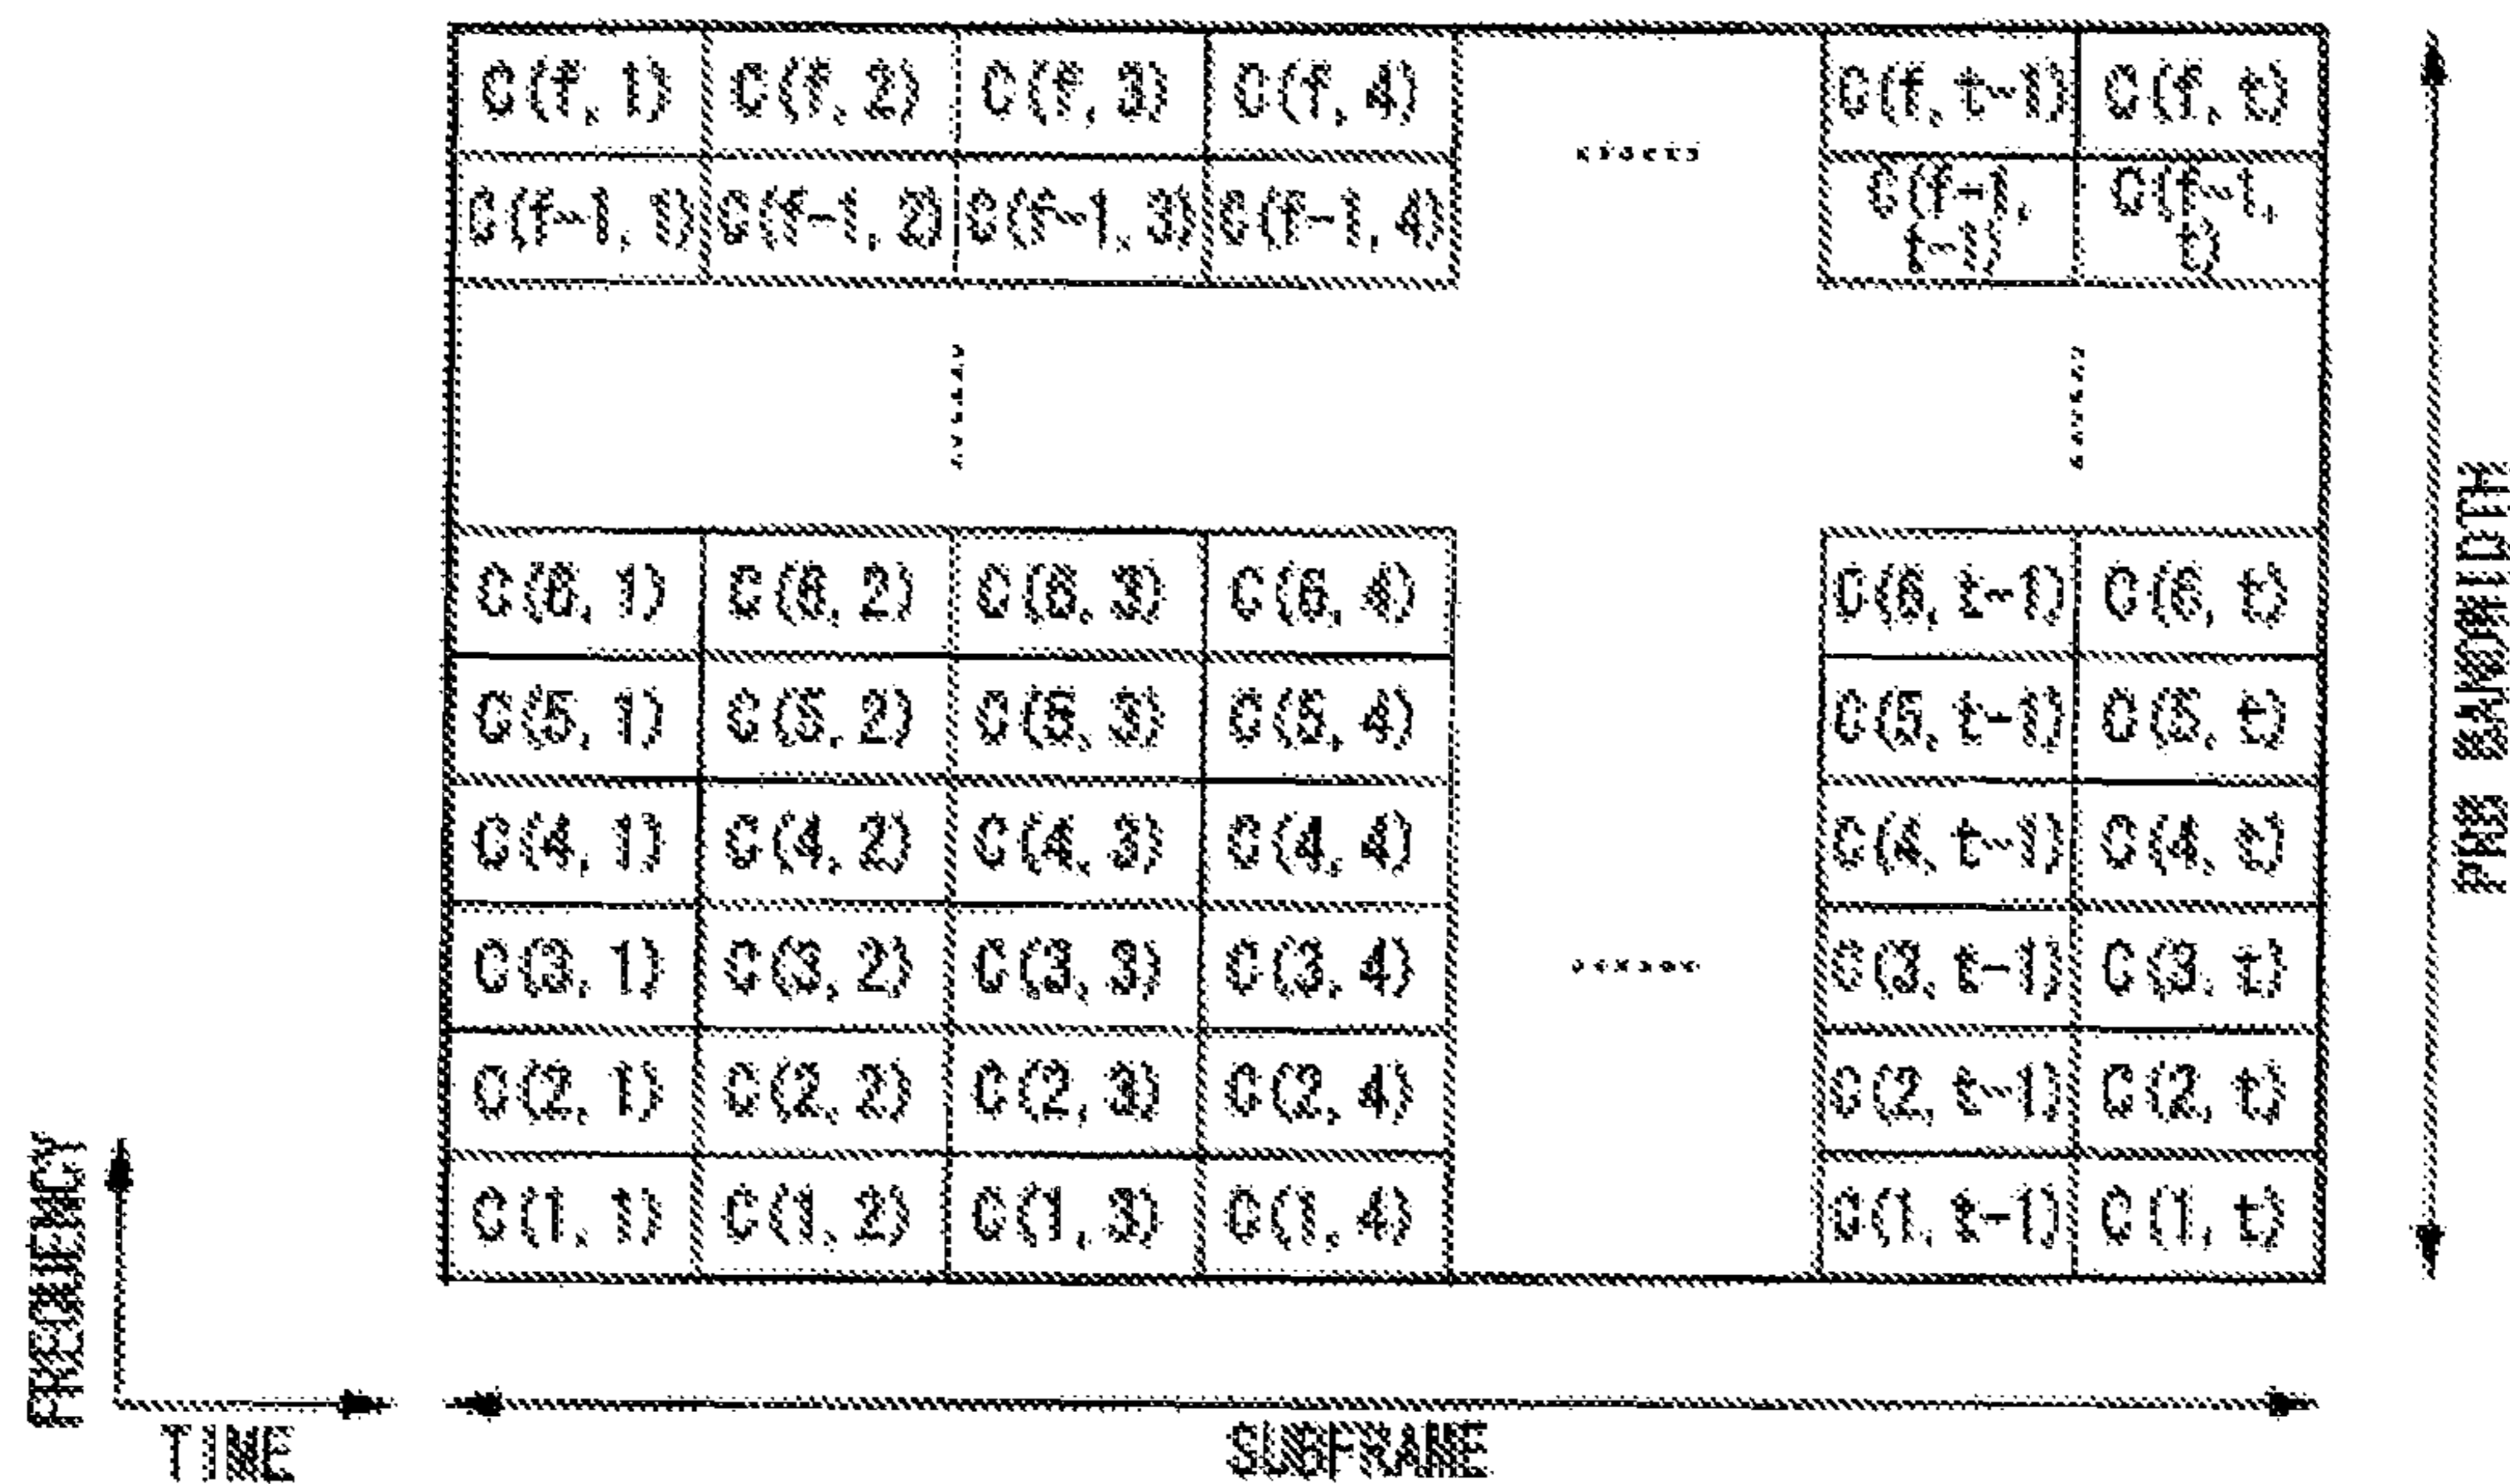 C(f, 1) C(f, 2) C(f, 3) C(f, 4) C(f, t-1) C(f, t)
C(f-1, 1) C(f-1, 2) C(f-1, 3) C(f-1, 4) C(f-1, t-1) C(f-1, t)
C(6, 1) C(6, 2) C(6, 3) C(6, 4) C(6, t-1) C(6, t)
C(5, 1) C(5, 2) C(5, 3) C(5, 4) C(5, t-1) C(5, t)
C(4, 1) C(4, 2) C(4, 3) C(4, 4) C(4, t-1) C(4, t)
C(3, 1) C(3, 2) C(3, 3) C(3, 4) C(3, t-1) C(3, t)
C(2, 1) C(2, 2) C(2, 3) C(2, 4) C(2, t-1) C(2, t)
C(1, 1) C(1, 2) C(1, 3) C(1, 4) C(1, t-1) C(1, t)
PRB BANDWIDTH
FREQUENCY
TIME
SUBFRAME